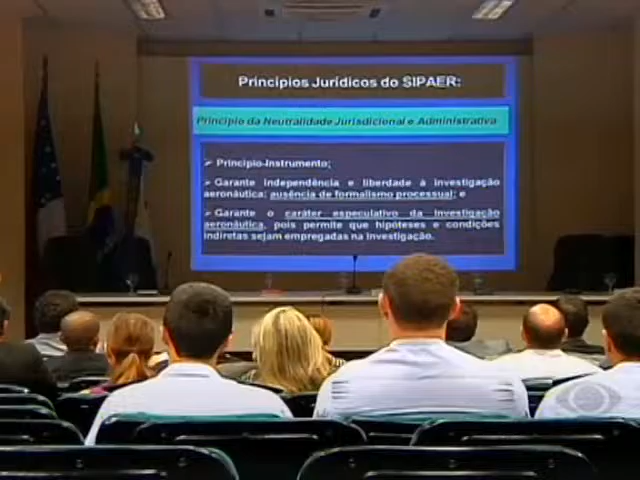 Princípios Jurídicos do SIPAER:
Princípio da Neutralidade Jurisdicional e Administrativa
➢ Princípio-Instrumento;
➢ Garante independência e liberdade à investigação
aeronáutica; ausência de formalismo processual; e
➢ Garante o caráter especulativo da investigação
aeronáutica, pois permite que hipóteses e condições
indiretas sejam empregadas na investigação.